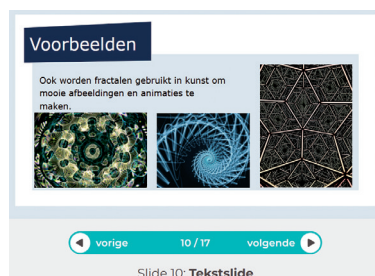 Voorbeelden
Ook worden fractalen gebruikt in kunst om
mooie afbeeldingen en animaties te
maken.
vorige 10 / 17 volgende
Slide 10: Tekstslide